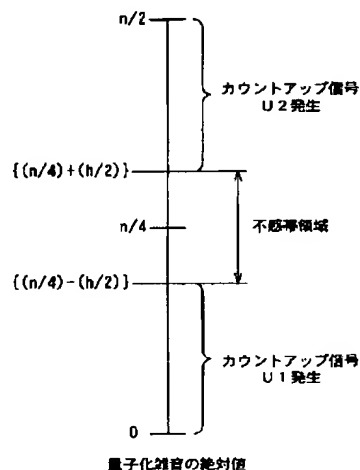 n/2
カウントアップ信号
U2発生
{(n/4)+(h/2)}
n/4
不感帯領域
{(n/4)-(h/2)}
カウントアップ信号
U1発生
0
量子化雑音の絶対値